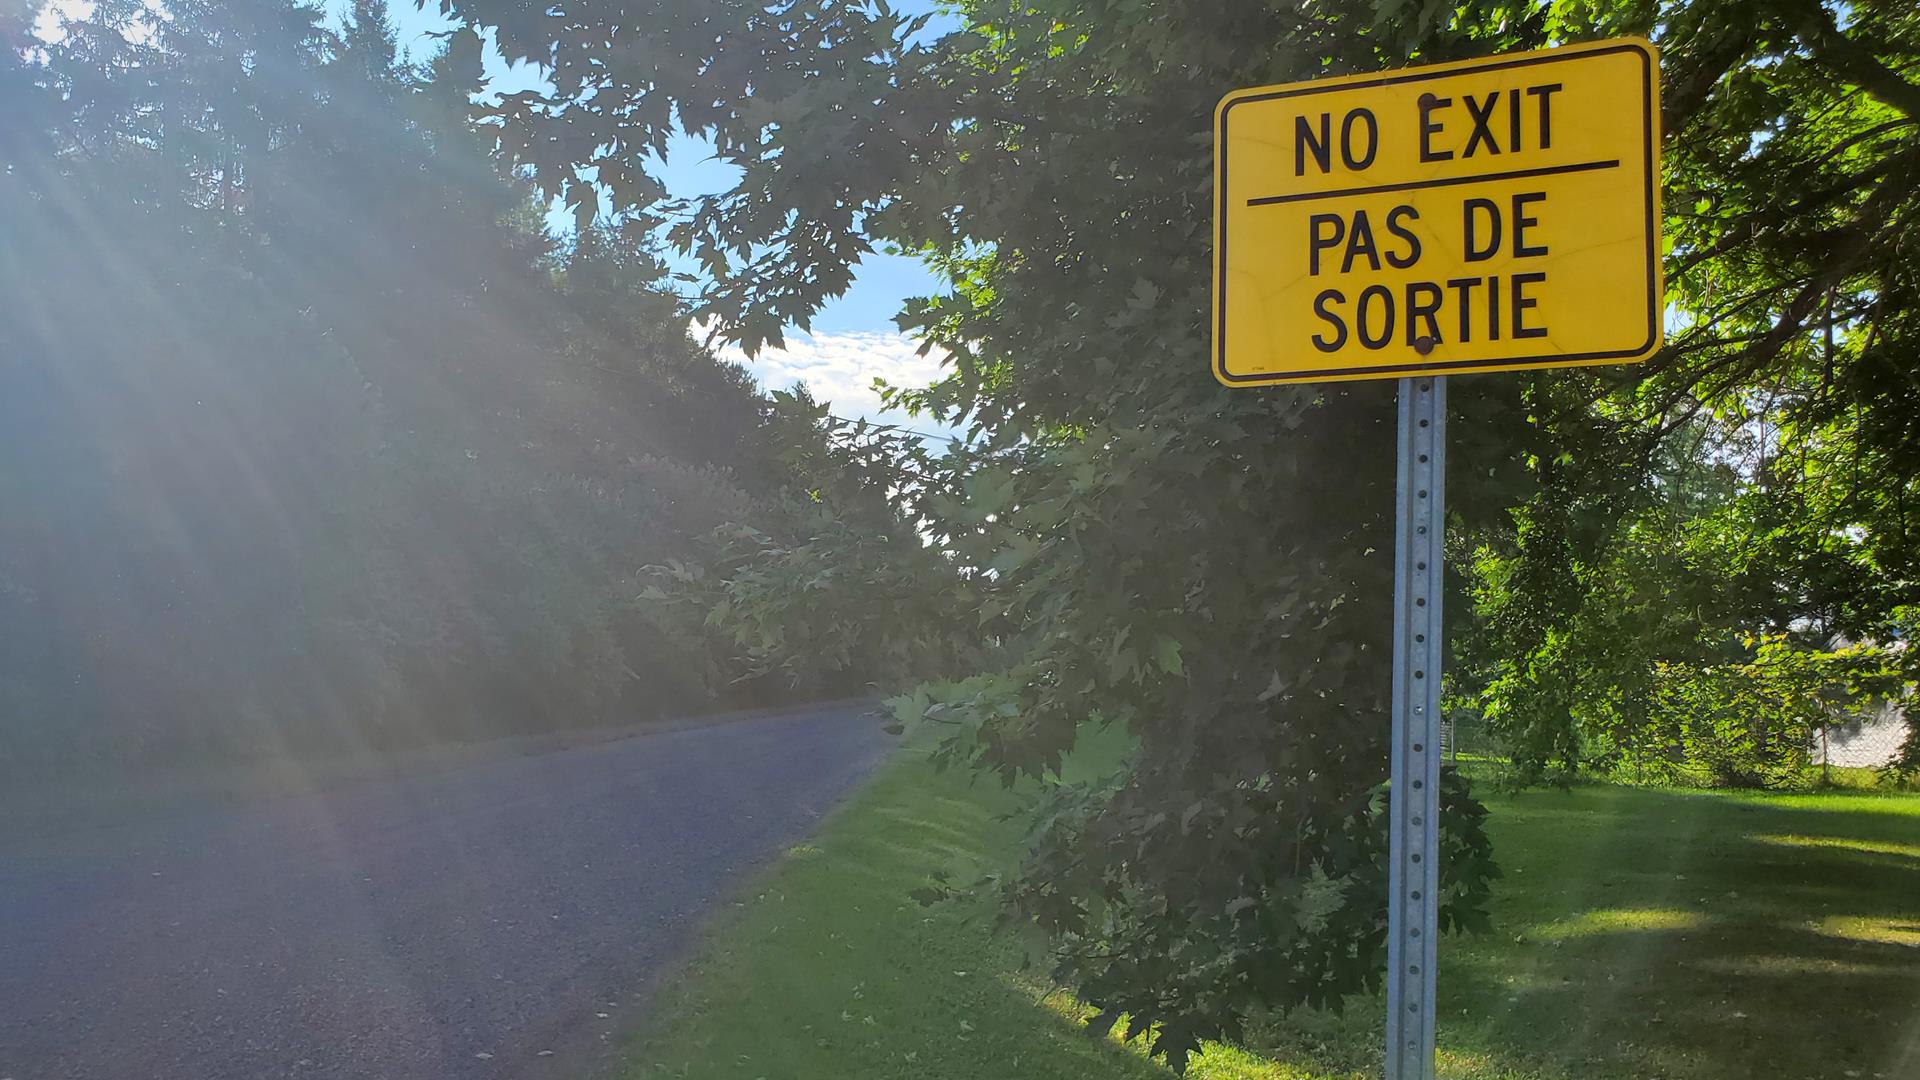 NO EXIT
PAS DE
SORTIE